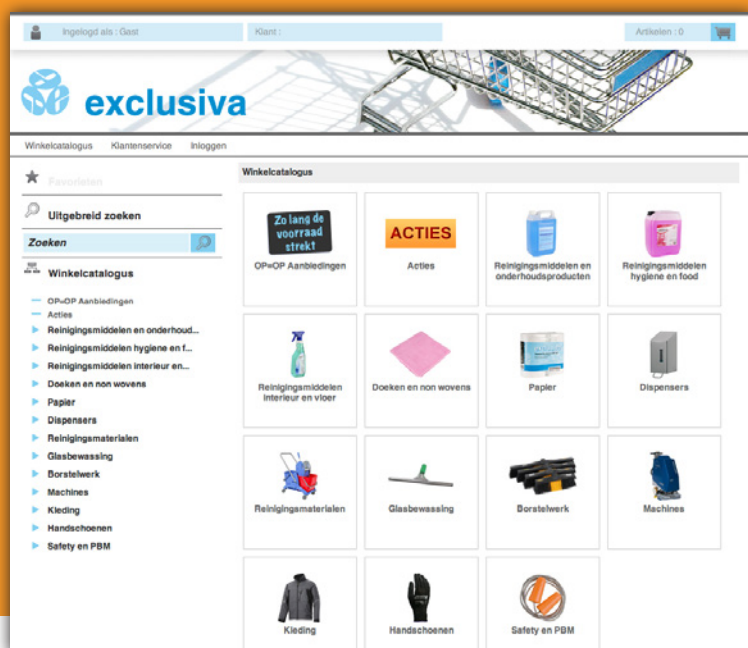 Ingelogd als : Gast
Klant :
Artikelen : 0
exclusiva
Winkelcatalogus Klantenservice Inloggen
Favorieten
Uitgebreid zoeken
Zoeken
Winkelcatalogus
OP=OP Aanbiedingen
Acties
Reinigingsmiddelen en onderhoud...
Reinigingsmiddelen hygiene en f...
Reinigingsmiddelen interieur en...
Doeken en non wovens
Papier
Dispensers
Reinigingsmaterialen
Glasbewassing
Borstelwerk
Machines
Kleding
Handschoenen
Safety en PBM
Winkelcatalogus
Zo lang de
voorraad
strekt
OP=OP Aanbiedingen
ACTIES
Acties
Reinigingsmiddelen en
onderhoudsproducten
Reinigingsmiddelen
hygiene en food
Reinigingsmiddelen
interieur en vloer
Doeken en non wovens
Papier
Dispensers
Reinigingsmaterialen
Glasbewassing
Borstelwerk
Machines
Kleding
Handschoenen
Safety en PBM